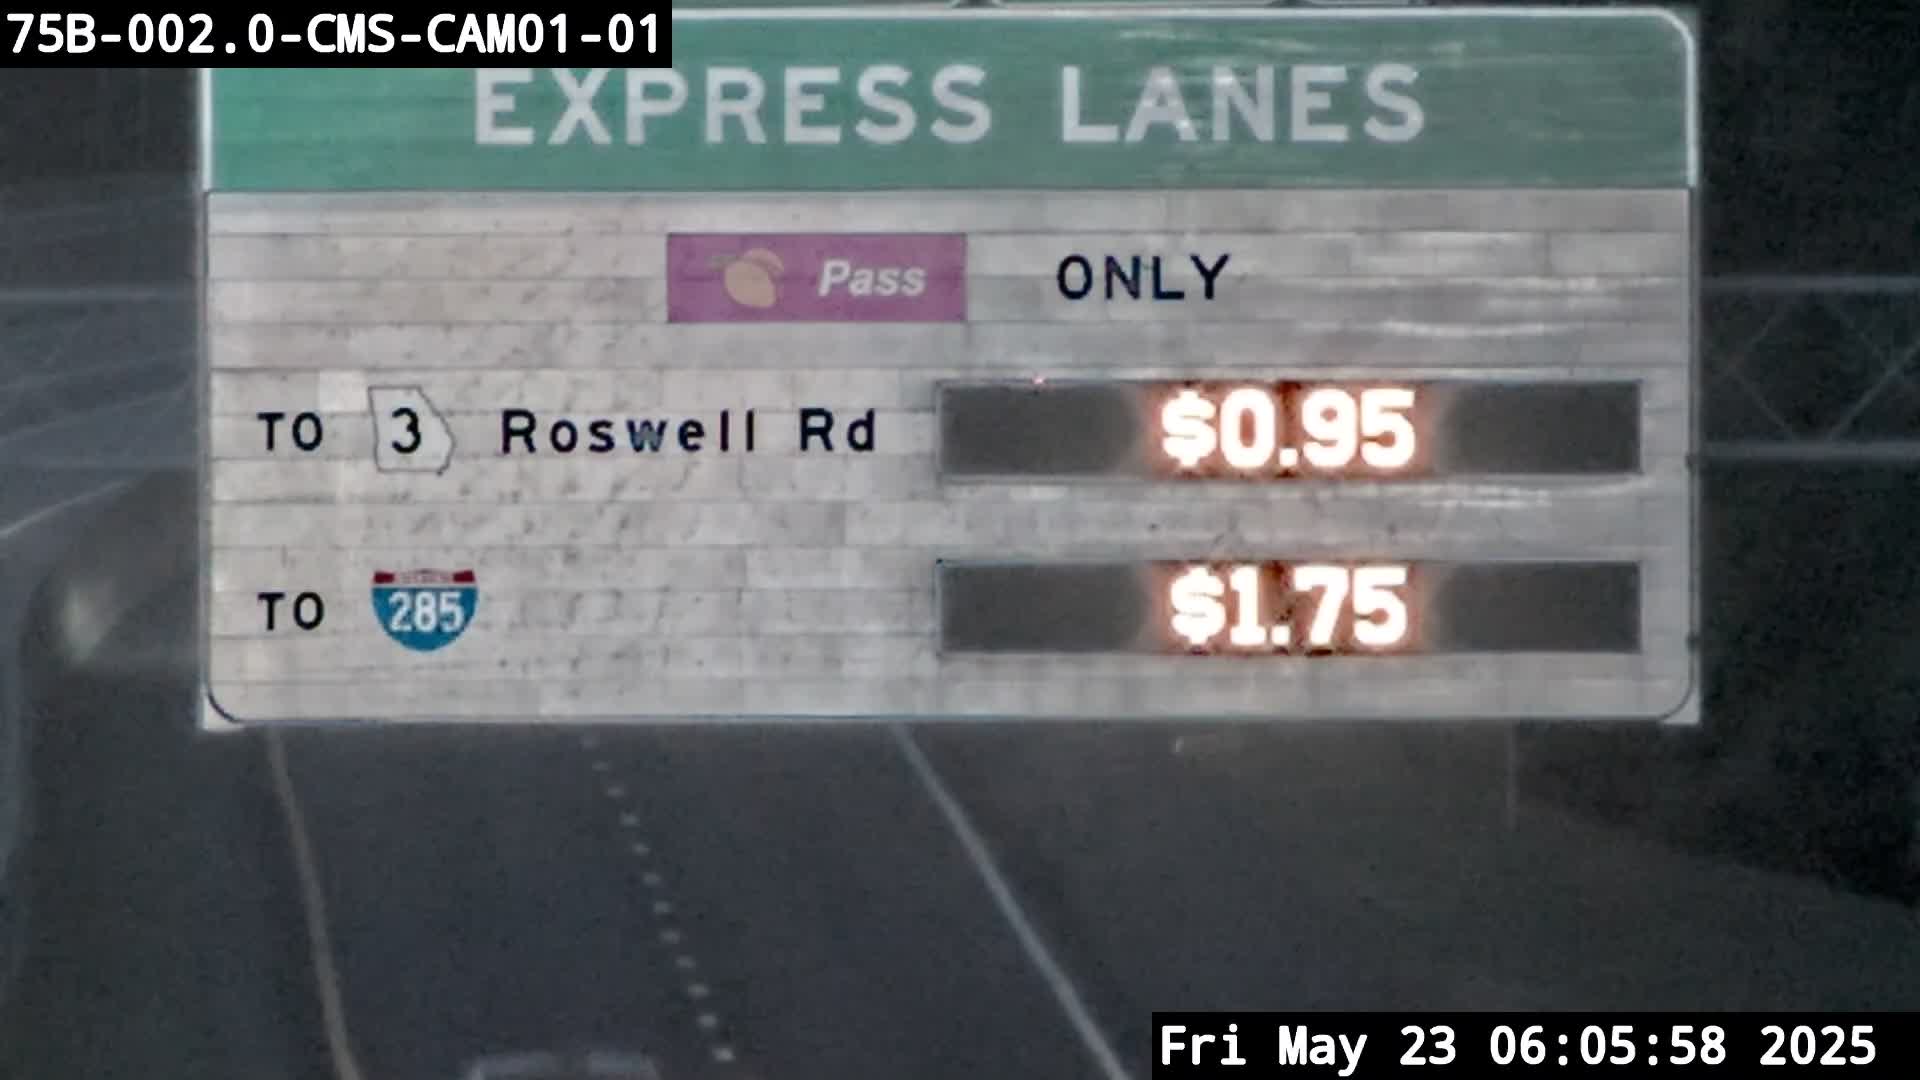 75B-002.0-CMS-CAM01-01
EXPRESS LANES
Pass ONLY
TO 3 Roswell Rd $0.95
TO 285 $1.75
Fri May 23 06:05:58 2025